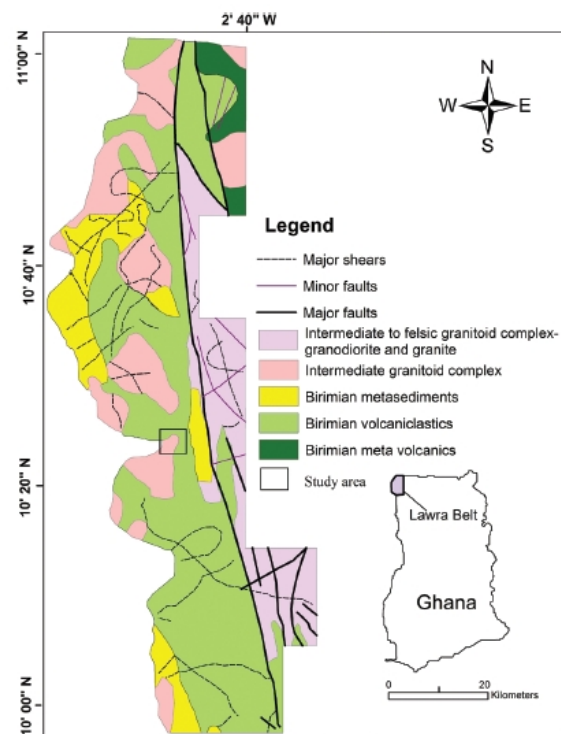 2' 40" W
11'00" N
N
W E
S
Legend
10' 40" N
Major shears
Minor faults
Major faults
Intermediate to felsic granitoid complex-
granodiorite and granite
Intermediate granitoid complex
Birimian metasediments
Birimian volcaniclastics
Birimian meta volcanics
Study area
10' 20" N
Lawra Belt
Ghana
0 20
Kilometers
10' 00" N